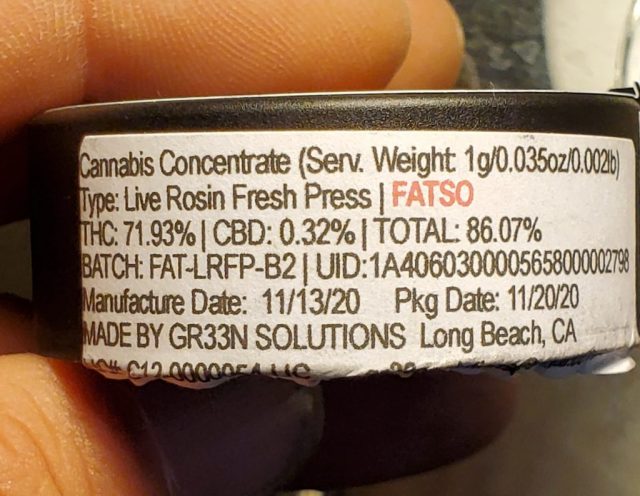 Cannabis Concentrate (Serv. Weight: 1g/0.035oz/0.002lb)
Type: Live Rosin Fresh Press | FATSO
THC: 71.93% | CBD: 0.32% | TOTAL: 86.07%
BATCH: FAT-LRFP-B2 | UID:1A4060300005658000002798
Manufacture Date: 11/13/20 Pkg Date: 11/20/20
MADE BY GR33N SOLUTIONS Long Beach, CA